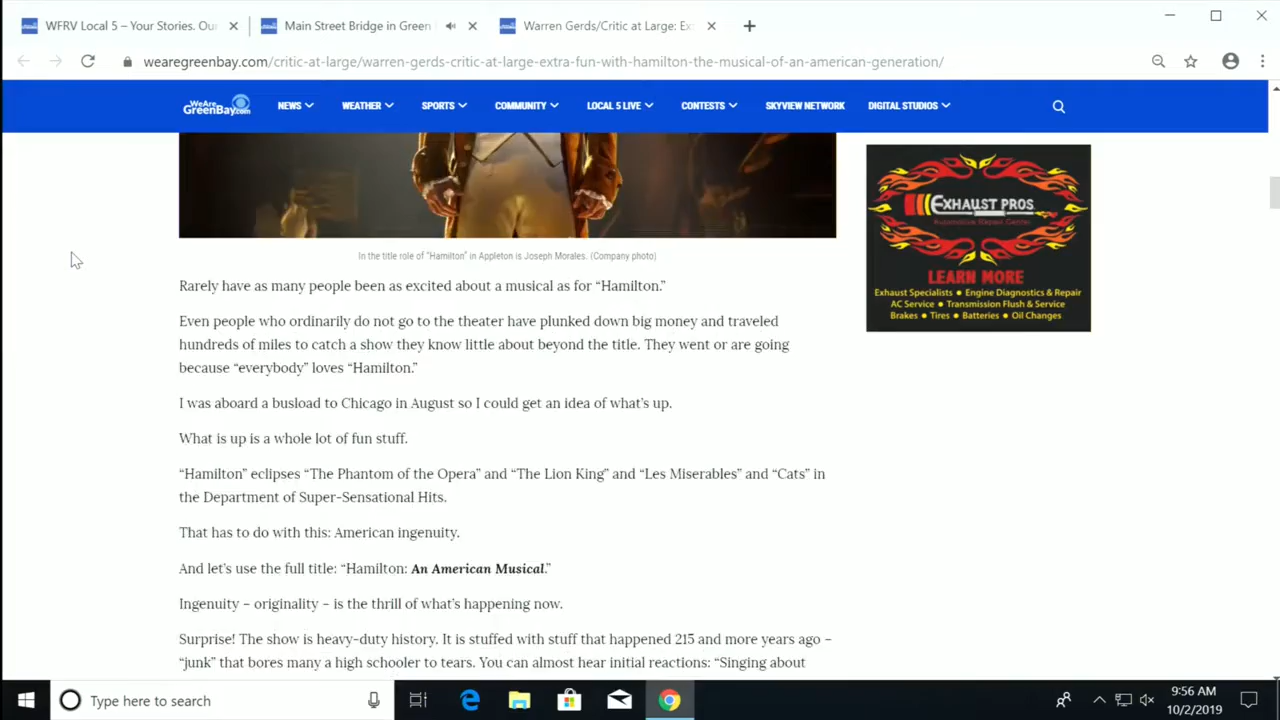 WFRV Local 5 – Your Stories. Ou
Main Street Bridge in Green
Warren Gerds/Critic at Large: Ex
wearegreenbay.com/critic-at-large/warren-gerds-critic-at-large-extra-fun-with-hamilton-the-musical-of-an-american-generation/
WeAre
GreenBay.com
NEWS
WEATHER
SPORTS
COMMUNITY
LOCAL 5 LIVE
CONTESTS
SKYVIEW NETWORK
DIGITAL STUDIOS
In the title role of “Hamilton” in Appleton is Joseph Morales. (Company photo)
Rarely have as many people been as excited about a musical as for “Hamilton.”
Even people who ordinarily do not go to the theater have plunked down big money and traveled
hundreds of miles to catch a show they know little about beyond the title. They went or are going
because “everybody” loves “Hamilton.”
I was aboard a busload to Chicago in August so I could get an idea of what’s up.
What is up is a whole lot of fun stuff.
“Hamilton” eclipses “The Phantom of the Opera” and “The Lion King” and “Les Miserables” and “Cats” in
the Department of Super-Sensational Hits.
That has to do with this: American ingenuity.
And let’s use the full title: “Hamilton: An American Musical.”
Ingenuity – originality – is the thrill of what’s happening now.
Surprise! The show is heavy-duty history. It is stuffed with stuff that happened 215 and more years ago –
“junk” that bores many a high schooler to tears. You can almost hear initial reactions: “Singing about
EXHAUST PROS
Automotive Repair Center
LEARN MORE
Exhaust Specialists • Engine Diagnostics & Repair
AC Service • Transmission Flush & Service
Brakes • Tires • Batteries • Oil Changes
Type here to search
9:56 AM
10/2/2019